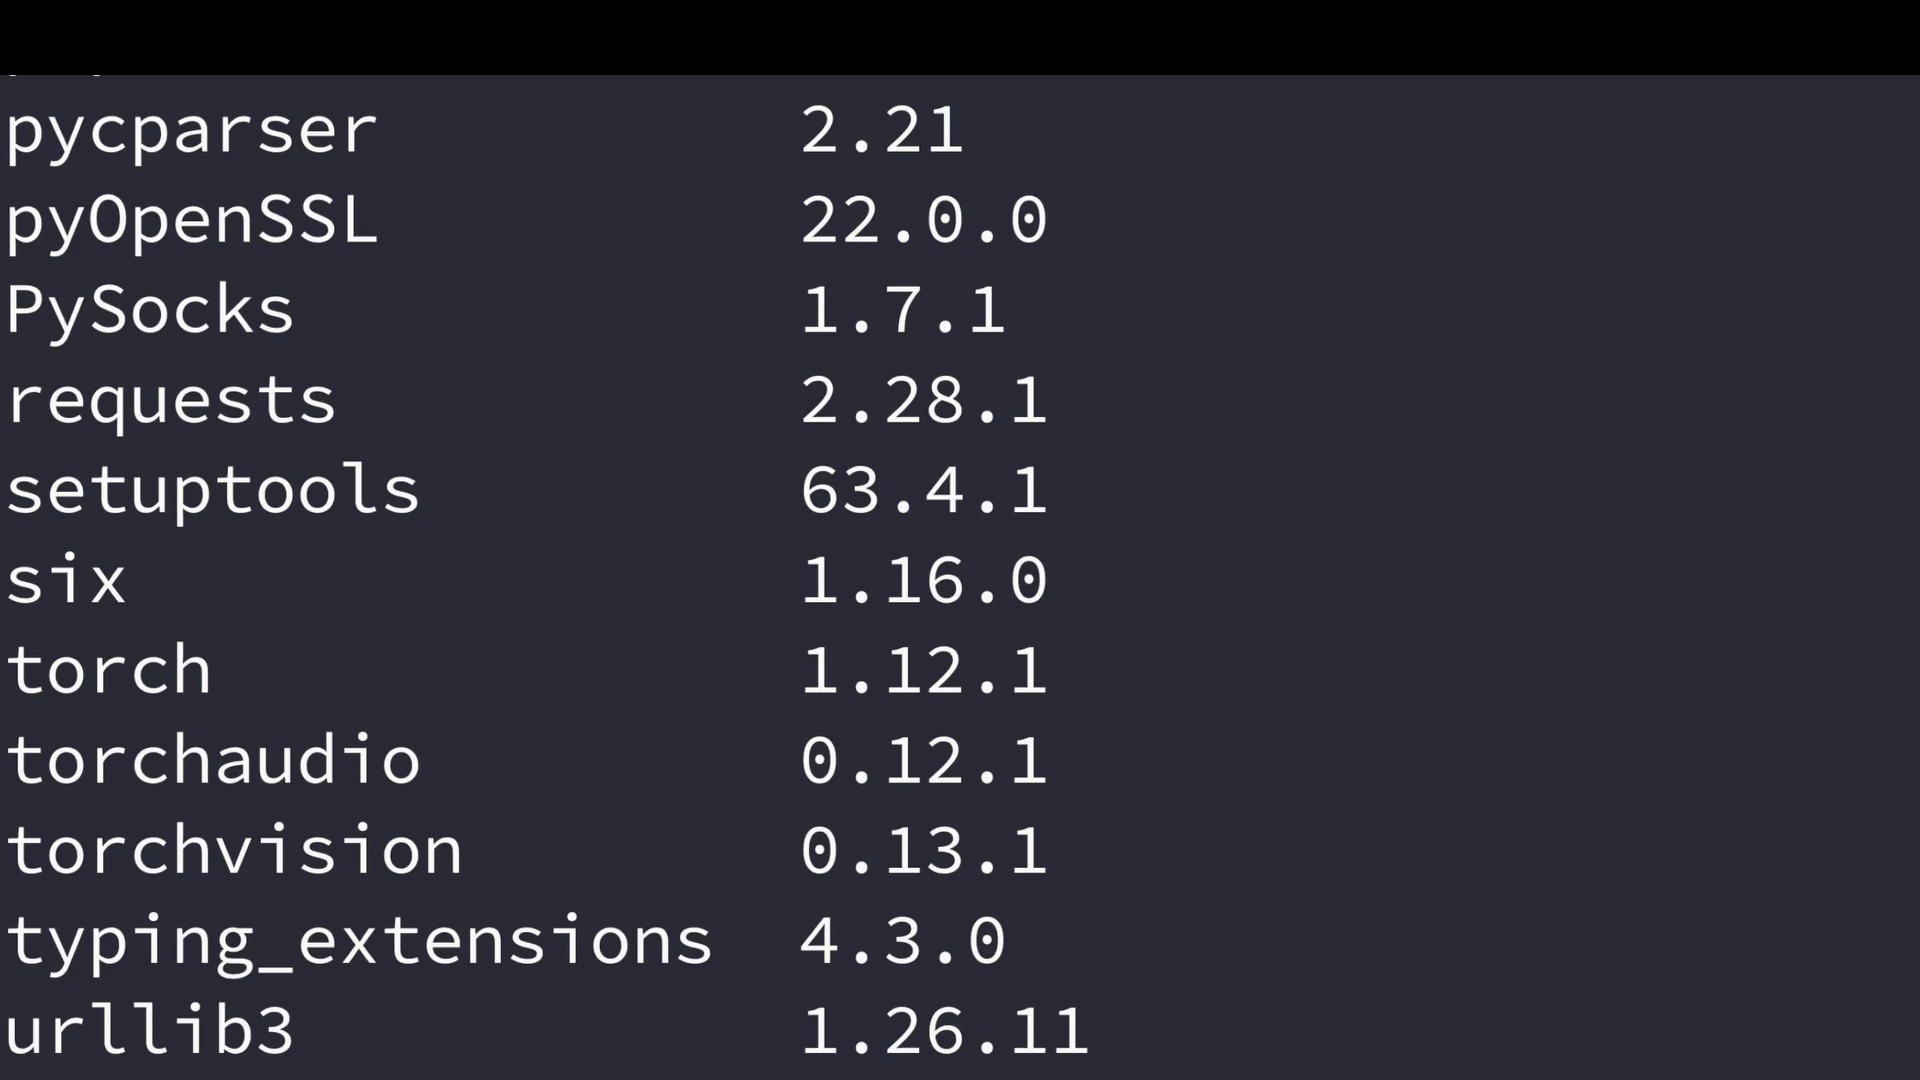 pycparser 2.21
pyOpenSSL 22.0.0
PySocks 1.7.1
requests 2.28.1
setuptools 63.4.1
six 1.16.0
torch 1.12.1
torchaudio 0.12.1
torchvision 0.13.1
typing_extensions 4.3.0
urllib3 1.26.11